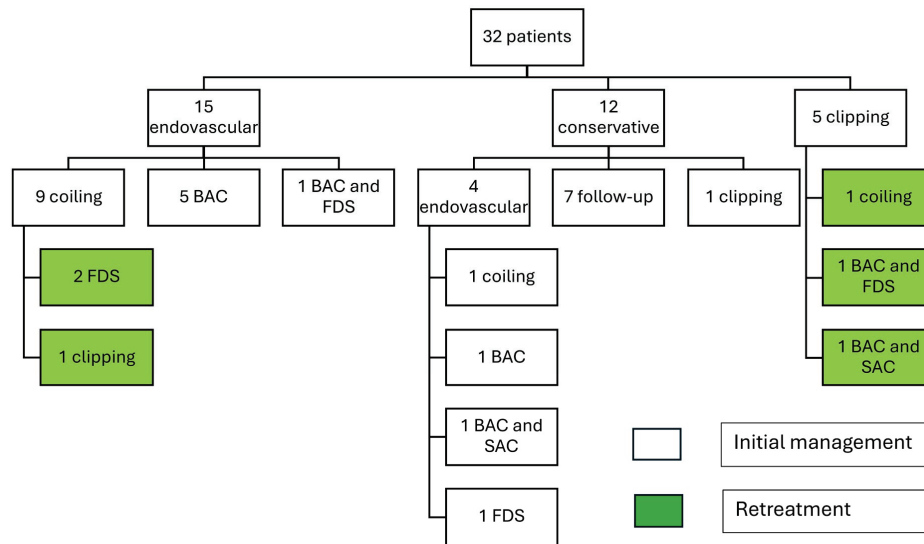 32 patients
15
endovascular
12
conservative
5 clipping
9 coiling
5 BAC
1 BAC and
FDS
4
endovascular
7 follow-up
1 clipping
1 coiling
2 FDS
1 coiling
1 BAC and
FDS
1 clipping
1 BAC
1 BAC and
SAC
1 BAC and
SAC
Initial management
1 FDS
Retreatment